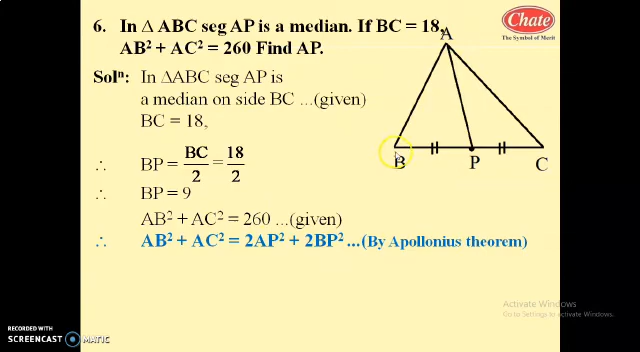 6. In Δ ABC seg AP is a median. If BC = 18,
AB² + AC² = 260 Find AP.
Chate
The Symbol of Merit
Solⁿ: In ΔABC seg AP is
a median on side BC ...(given)
BC = 18,
∴ BP = BC/2 = 18/2
∴ BP = 9
AB² + AC² = 260 ...(given)
∴ AB² + AC² = 2AP² + 2BP² ...(By Apollonius theorem)
A
B P C
Activate Windows
Go to Settings to activate Windows.
RECORDED WITH
SCREENCAST MATIC